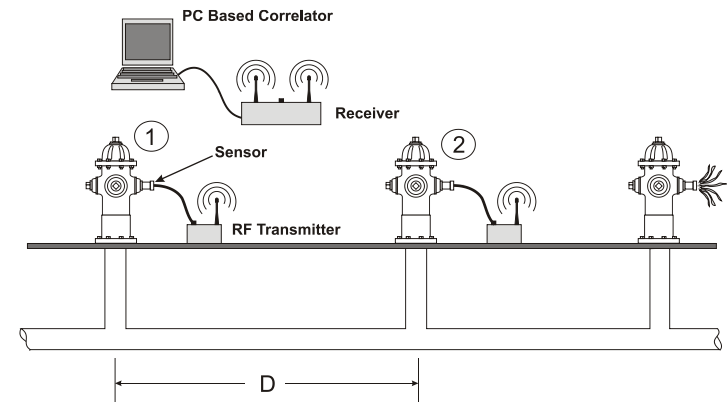 PC Based Correlator
Receiver
1
2
Sensor
RF Transmitter
D